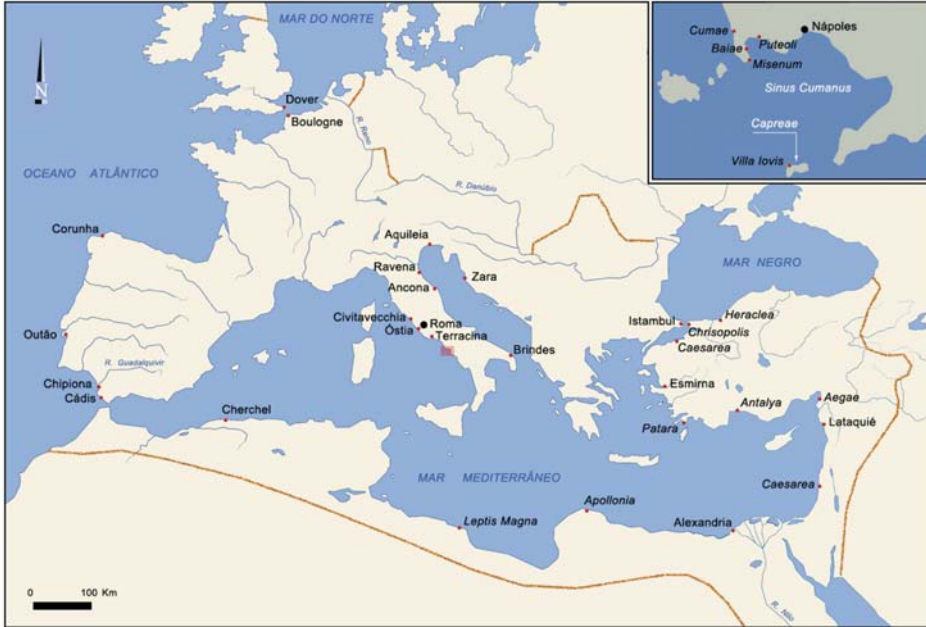 MAR DO NORTE
Nápoles
Cumae
Puteoli
Baiae
Misenum
Sinus Cumanus
Capreae
Villa Iovis
N
Dover
Boulogne
R. Reno
OCEANO ATLÂNTICO
R. Danúbio
Corunha
Aquileia
MAR NEGRO
Ravena
Zara
Ancona
Civitavecchia
Roma
Óstia
Terracina
Heraclea
Istambul
Chrisopolis
Caesarea
Outão
Brindes
R. Guadalquivir
Chipiona
Esmirna
Cádis
Cherchel
Antalya
Aegae
Patara
Lataquié
MAR MEDITERRÂNEO
Caesarea
Apollonia
Leptis Magna
Alexandria
0 100 Km
R. Nilo